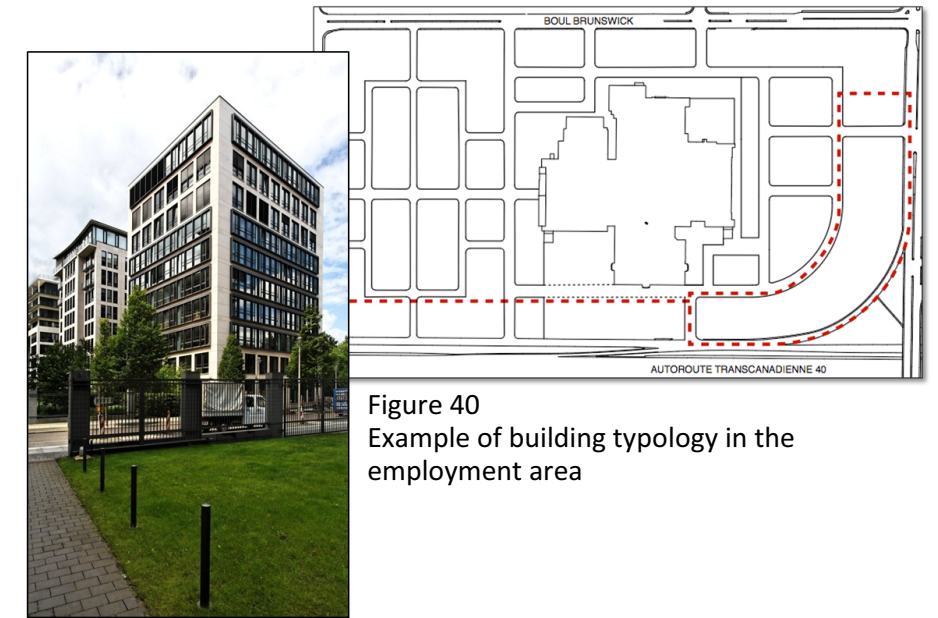 BOUL BRUNSWICK
AUTOROUTE TRANSCANADIENNE 40
Figure 40
Example of building typology in the
employment area